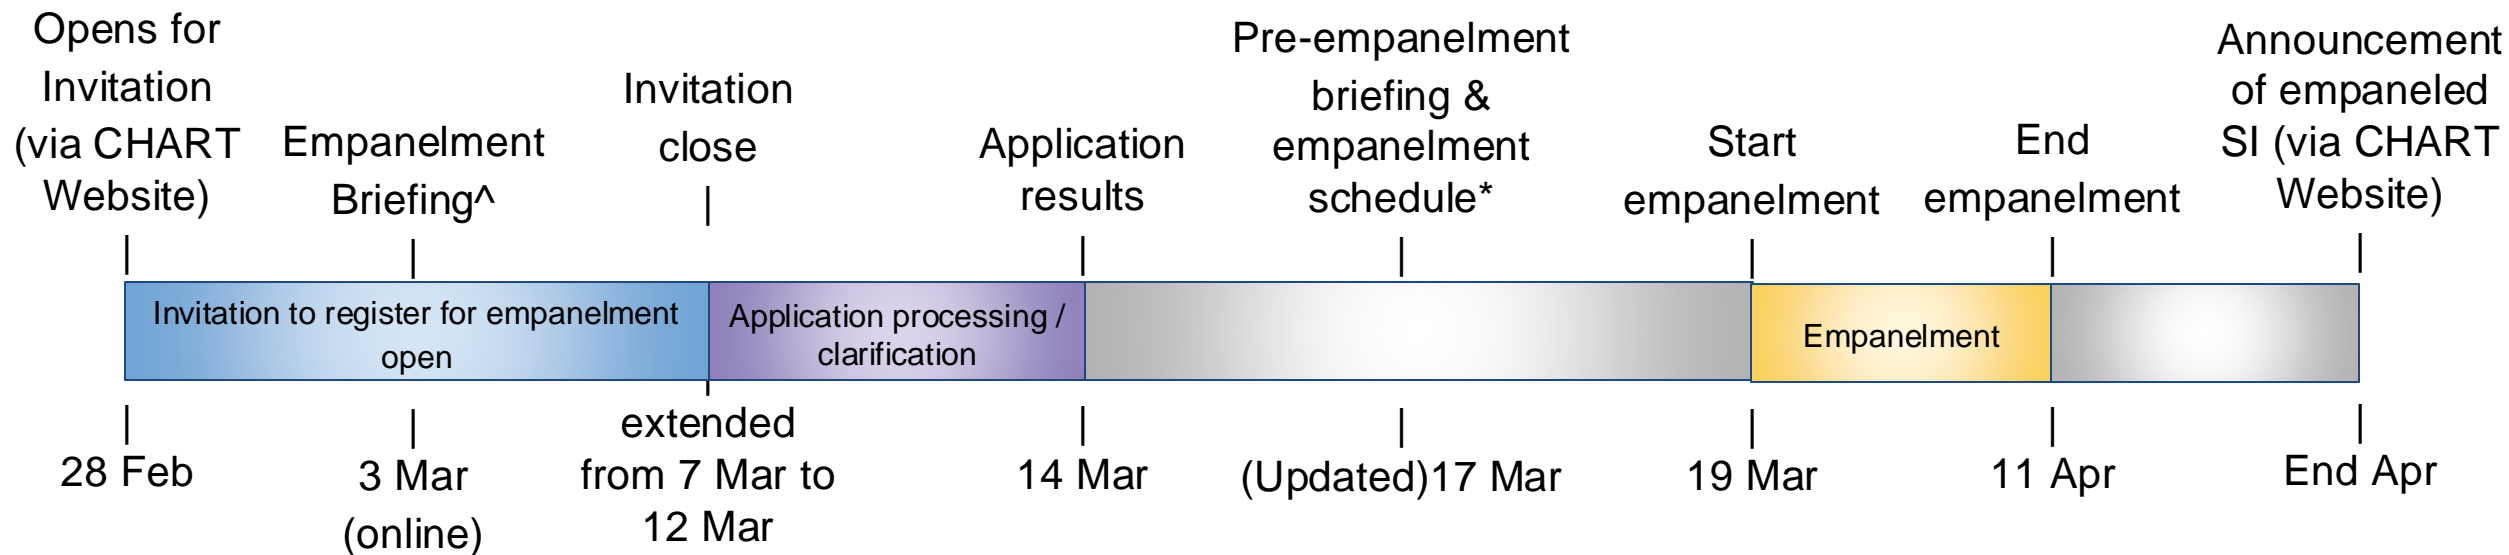 Opens for
Invitation
(via CHART
Website)
Empanelment
Briefing^
Invitation
close
Application
results
Pre-empanelment
briefing &
empanelment
schedule*
Start
empanelment
End
empanelment
Announcement
of empaneled
SI (via CHART
Website)
Invitation to register for empanelment
open
Application processing /
clarification
Empanelment
28 Feb
3 Mar
(online)
extended
from 7 Mar to
12 Mar
14 Mar
(Updated)17 Mar
19 Mar
11 Apr
End Apr